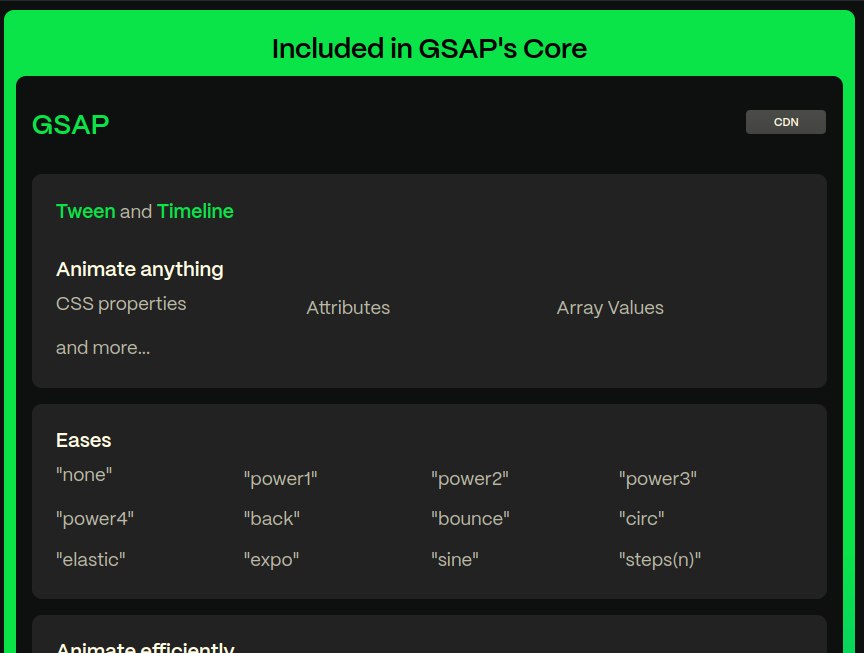 Included in GSAP's Core
GSAP
CDN
Tween and Timeline
Animate anything
CSS properties
Attributes
Array Values
and more...
Eases
"none"
"power1"
"power2"
"power3"
"power4"
"back"
"bounce"
"circ"
"elastic"
"expo"
"sine"
"steps(n)"
Animate efficiently